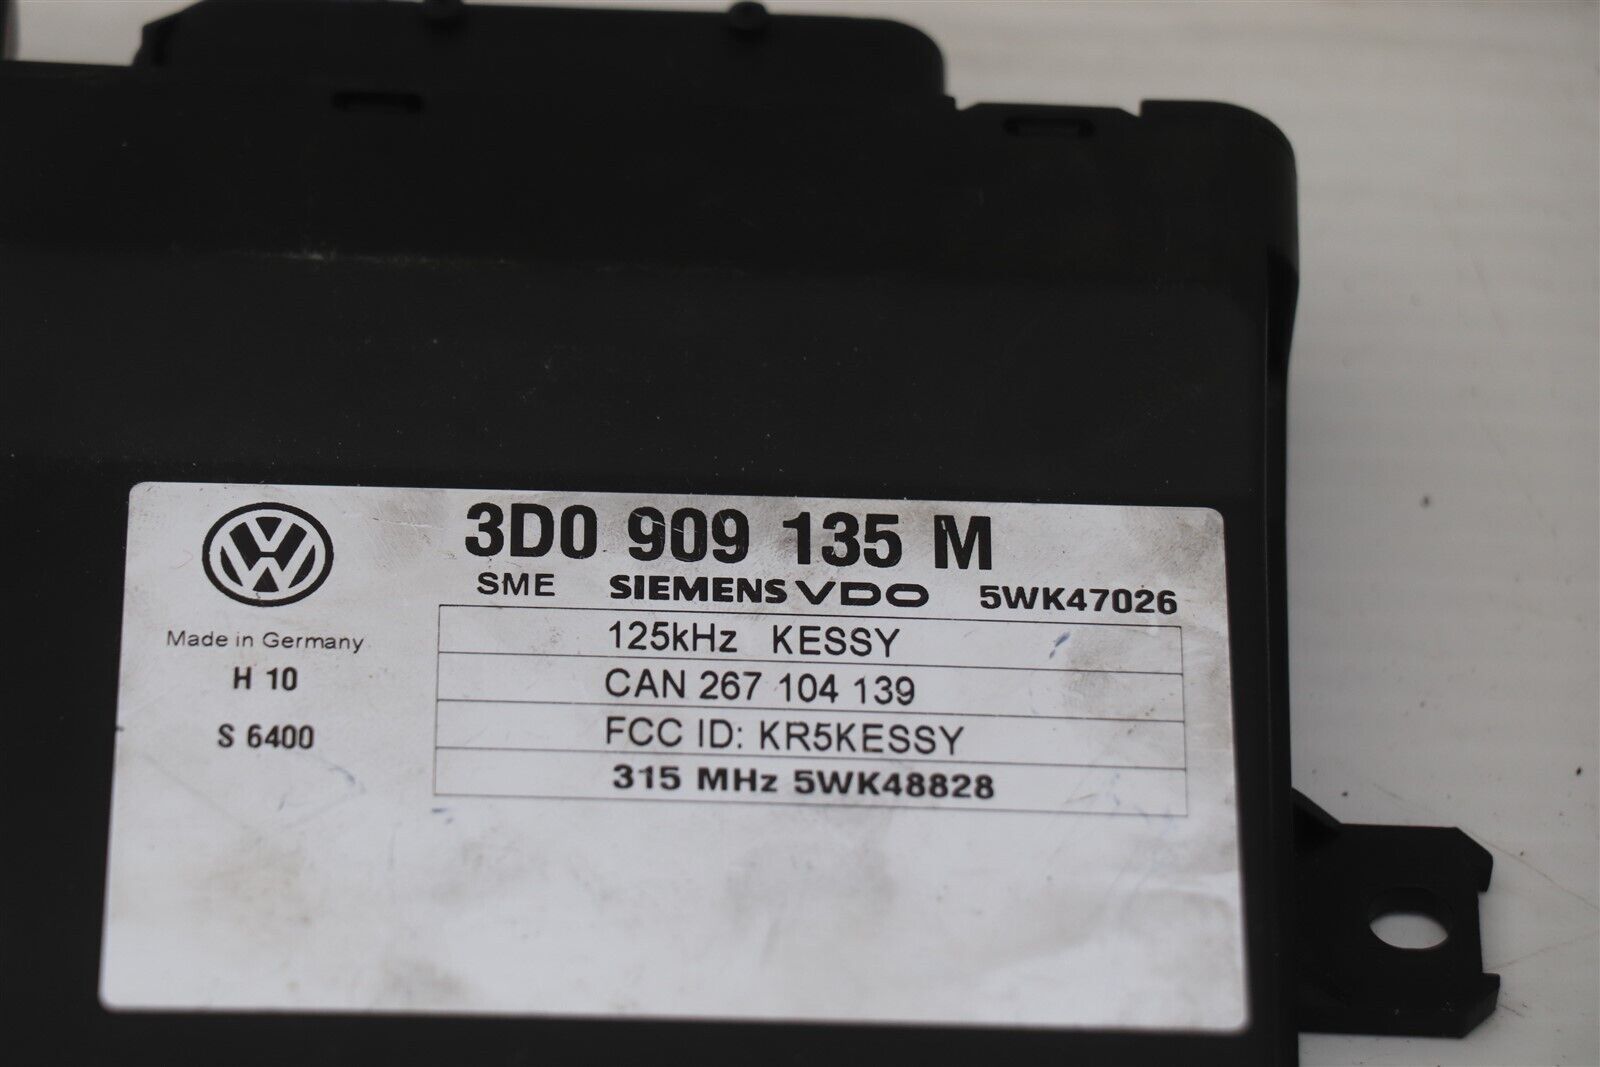 3D0 909 135 M
SME SIEMENS VDO 5WK47026
125kHz KESSY
CAN 267 104 139
FCC ID: KR5KESSY
315 MHz 5WK48828
VW
Made in Germany
H 10
S 6400